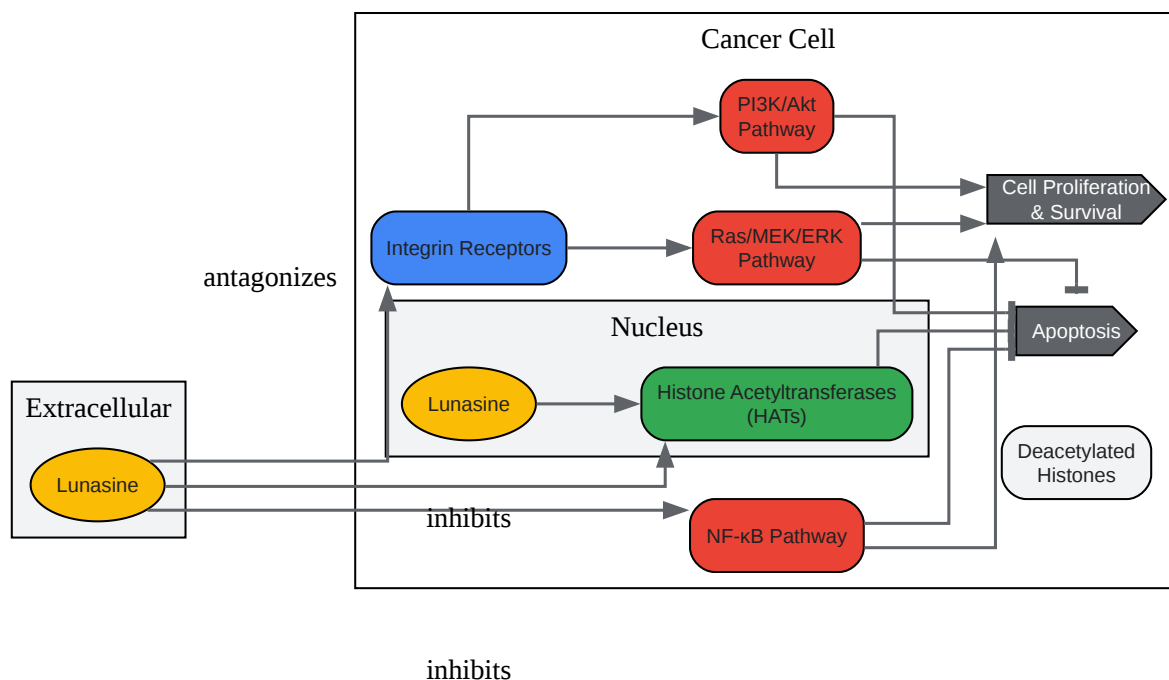 Cancer Cell
PI3K/Akt
Pathway
Cell Proliferation
& Survival
Integrin Receptors
Ras/MEK/ERK
Pathway
antagonizes
Nucleus
Apoptosis
Lunasine
Histone Acetyltransferases
(HATs)
Extracellular
Lunasine
Deacetylated
Histones
inhibits
NF-κB Pathway
inhibits